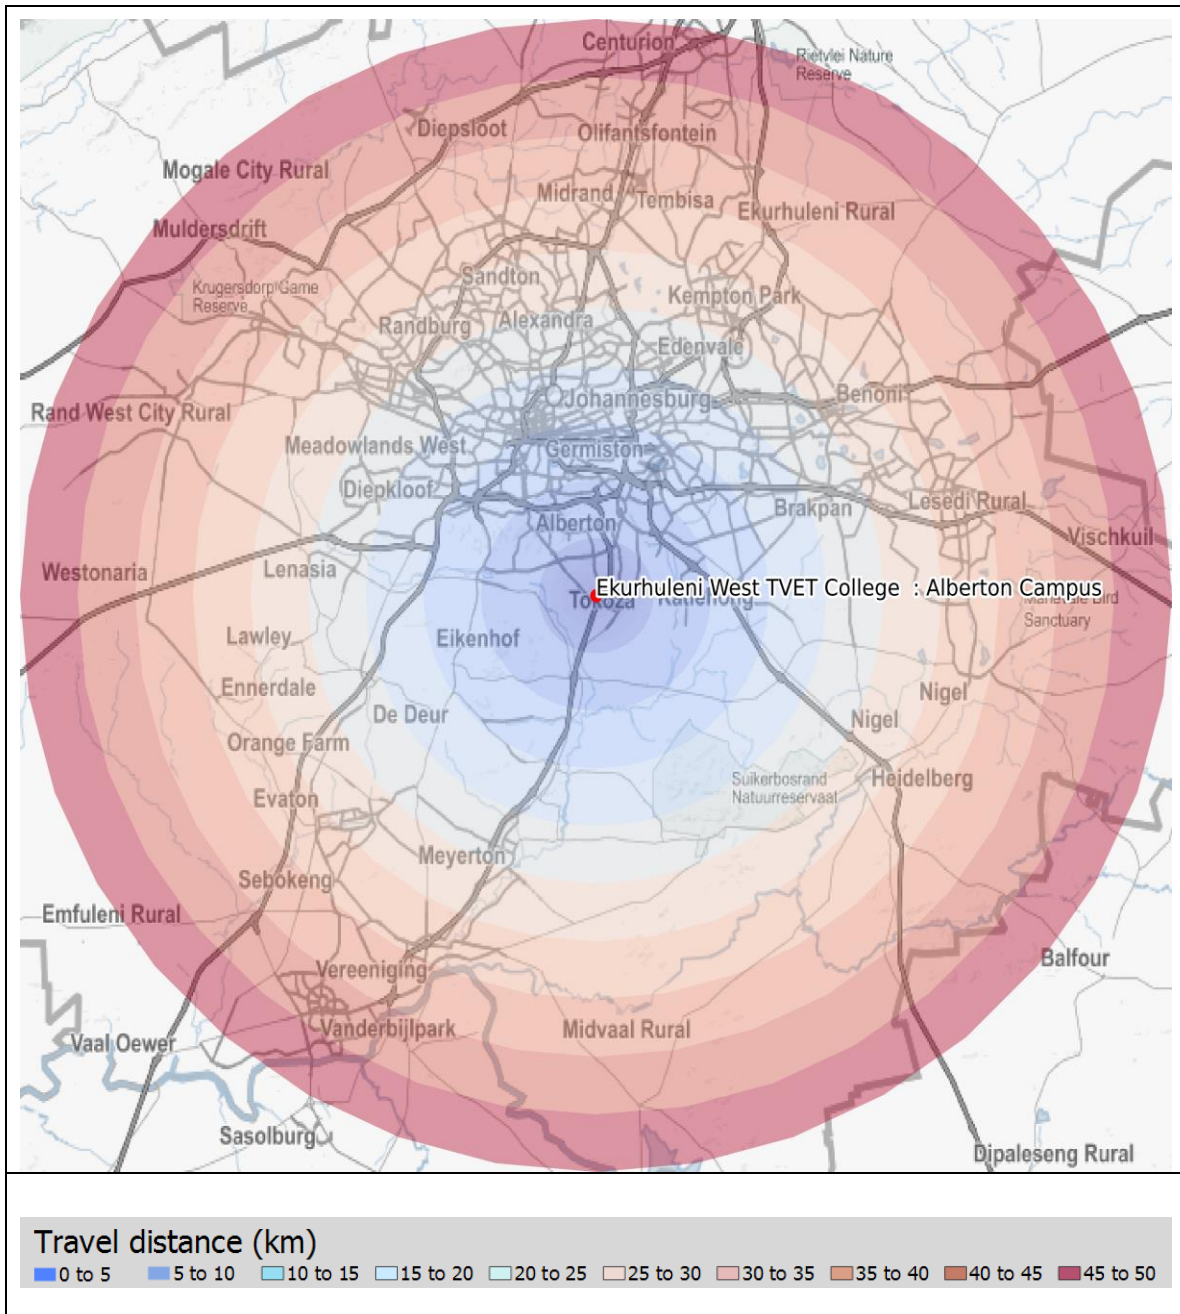 Centurion
Rietvlei Nature
Reserve
Diepsloot
Olifantsfontein
Mogale City Rural
Midrand
Tembisa
Ekurhuleni Rural
Muldersdrift
Sandton
Krugersdorp Game
Reserve
Kempton Park
Randburg
Alexandra
Edenvale
Johannesburg
Benoni
Rand West City Rural
Meadowlands West
Germiston
Diepkloof
Alberton
Brakpan
Lesedi Rural
Vischkuil
Westonaria
Lenasia
Ekurhuleni West TVET College : Alberton Campus
Tokoza
Katlehong
Marievale Bird
Sanctuary
Lawley
Eikenhof
Ennerdale
Nigel
De Deur
Nigel
Orange Farm
Suikerbosrand
Natuurreservaat
Heidelberg
Evaton
Meyerton
Sebokeng
Emfuleni Rural
Balfour
Vereeniging
Vanderbijlpark
Midvaal Rural
Vaal Oewer
Sasolburg
Dipaleseng Rural
Travel distance (km)
0 to 5 5 to 10 10 to 15 15 to 20 20 to 25 25 to 30 30 to 35 35 to 40 40 to 45 45 to 50